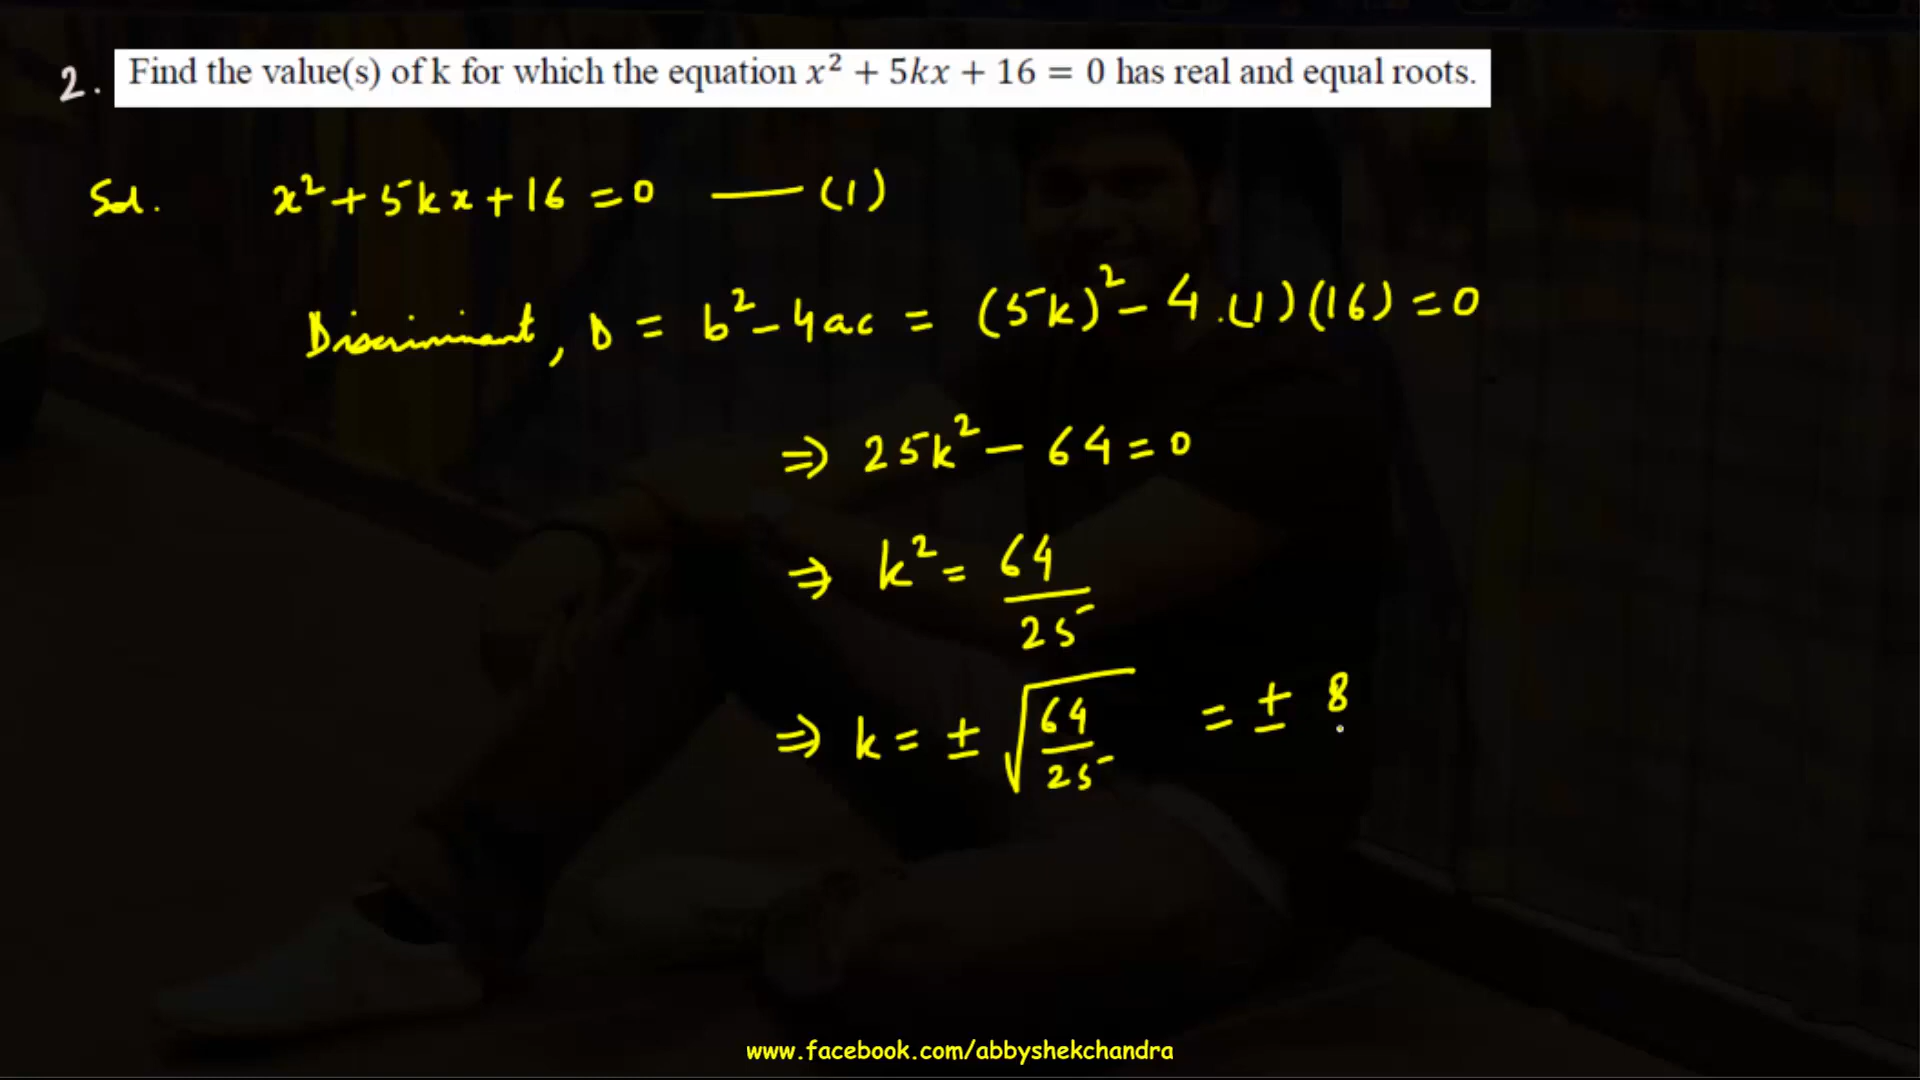 2. Find the value(s) of k for which the equation x² + 5kx + 16 = 0 has real and equal roots.
Sol. x² + 5kx + 16 = 0 —— (1)
Discriminant, D = b² - 4ac = (5k)² - 4.(1)(16) = 0
⇒ 25k² - 64 = 0
⇒ k² = 64/25
⇒ k = ± √(64/25) = ± 8
www.facebook.com/abbyshekchandra